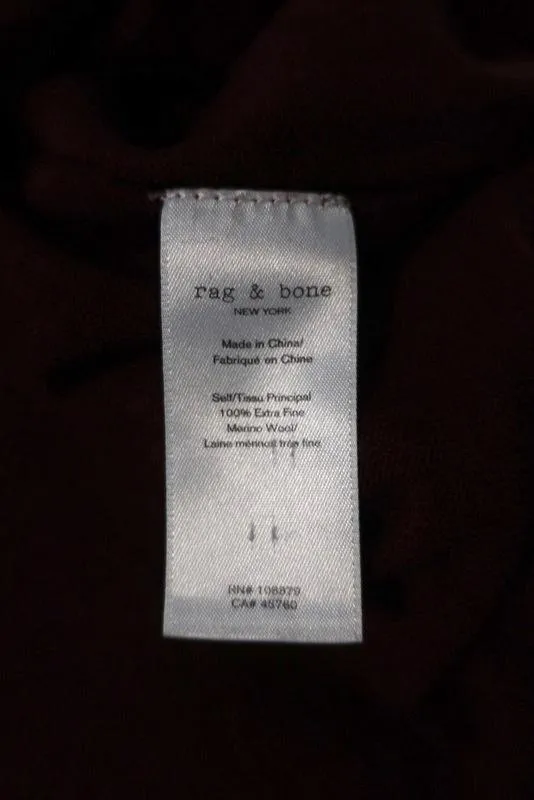 rag & bone
NEW YORK
Made in China/
Fabriqué en Chine
Self/Tissu Principal
100% Extra Fine
Merino Wool/
Laine mérinos très fine
RN# 108879
CA# 45760